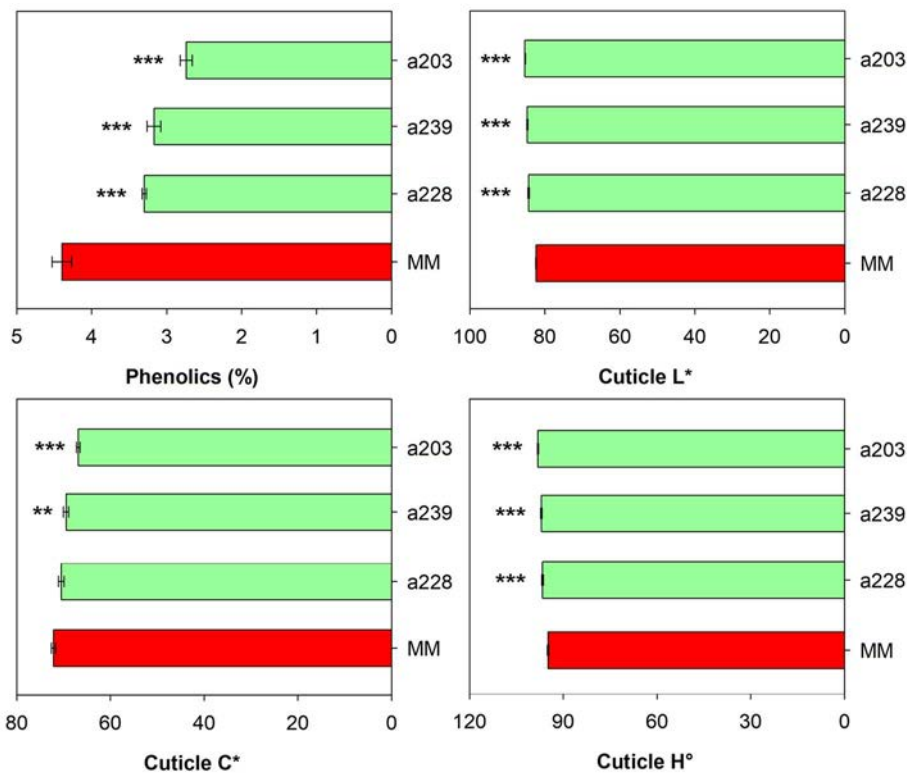 *** a203
*** a239
*** a228
MM
5 4 3 2 1 0
Phenolics (%)
*** a203
*** a239
*** a228
MM
100 80 60 40 20 0
Cuticle L*
*** a203
** a239
a228
MM
80 60 40 20 0
Cuticle C*
*** a203
*** a239
*** a228
MM
120 90 60 30 0
Cuticle H°